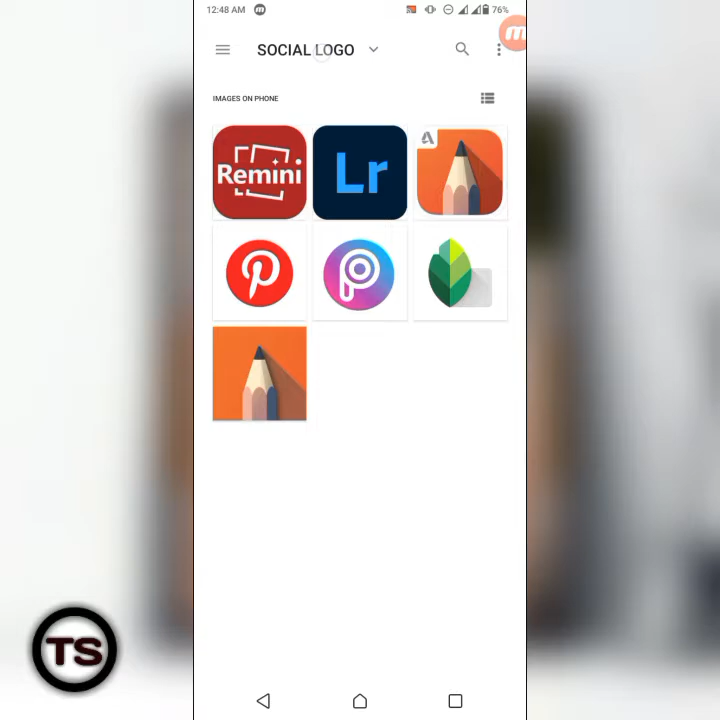 12:48 AM
76%
SOCIAL LOGO
IMAGES ON PHONE
Remini
Lr
TS